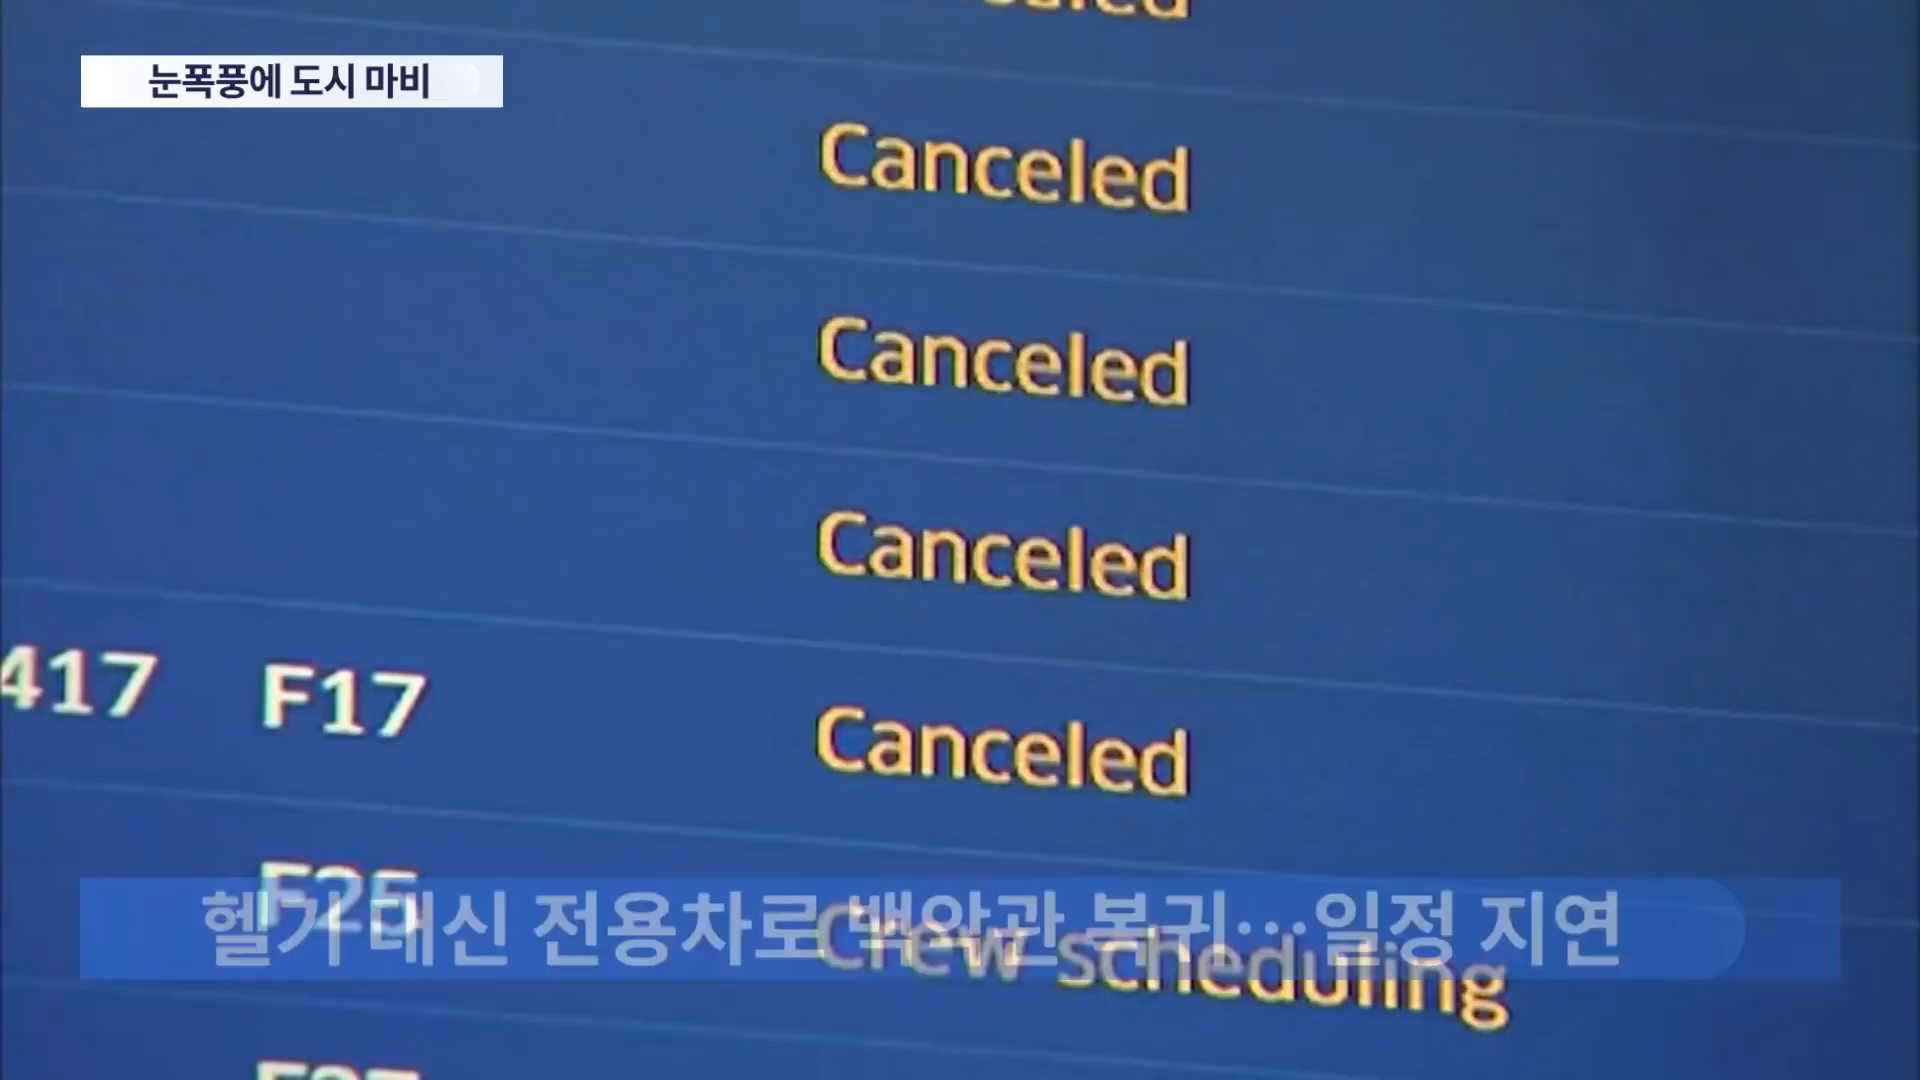 눈폭풍에 도시 마비
Canceled
Canceled
Canceled
417 F17 Canceled
F25 Crew scheduling
헬기 대신 전용차로 백악관 복귀…일정 지연